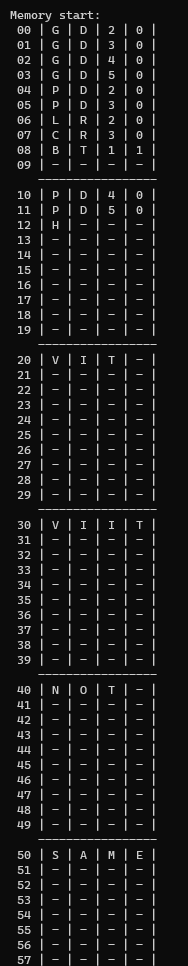 Memory start:
00 | G | D | 2 | 0 |
01 | G | D | 3 | 0 |
02 | G | D | 4 | 0 |
03 | G | D | 5 | 0 |
04 | P | D | 2 | 0 |
05 | P | D | 3 | 0 |
06 | L | R | 2 | 0 |
07 | C | R | 3 | 0 |
08 | B | T | 1 | 1 |
09 | – | – | – | – |
—————————————————
10 | P | D | 4 | 0 |
11 | P | D | 5 | 0 |
12 | H | – | – | – |
13 | – | – | – | – |
14 | – | – | – | – |
15 | – | – | – | – |
16 | – | – | – | – |
17 | – | – | – | – |
18 | – | – | – | – |
19 | – | – | – | – |
—————————————————
20 | V | I | T | – |
21 | – | – | – | – |
22 | – | – | – | – |
23 | – | – | – | – |
24 | – | – | – | – |
25 | – | – | – | – |
26 | – | – | – | – |
27 | – | – | – | – |
28 | – | – | – | – |
29 | – | – | – | – |
—————————————————
30 | V | I | I | T |
31 | – | – | – | – |
32 | – | – | – | – |
33 | – | – | – | – |
34 | – | – | – | – |
35 | – | – | – | – |
36 | – | – | – | – |
37 | – | – | – | – |
38 | – | – | – | – |
39 | – | – | – | – |
—————————————————
40 | N | O | T | – |
41 | – | – | – | – |
42 | – | – | – | – |
43 | – | – | – | – |
44 | – | – | – | – |
45 | – | – | – | – |
46 | – | – | – | – |
47 | – | – | – | – |
48 | – | – | – | – |
49 | – | – | – | – |
—————————————————
50 | S | A | M | E |
51 | – | – | – | – |
52 | – | – | – | – |
53 | – | – | – | – |
54 | – | – | – | – |
55 | – | – | – | – |
56 | – | – | – | – |
57 | – | – | – | – |